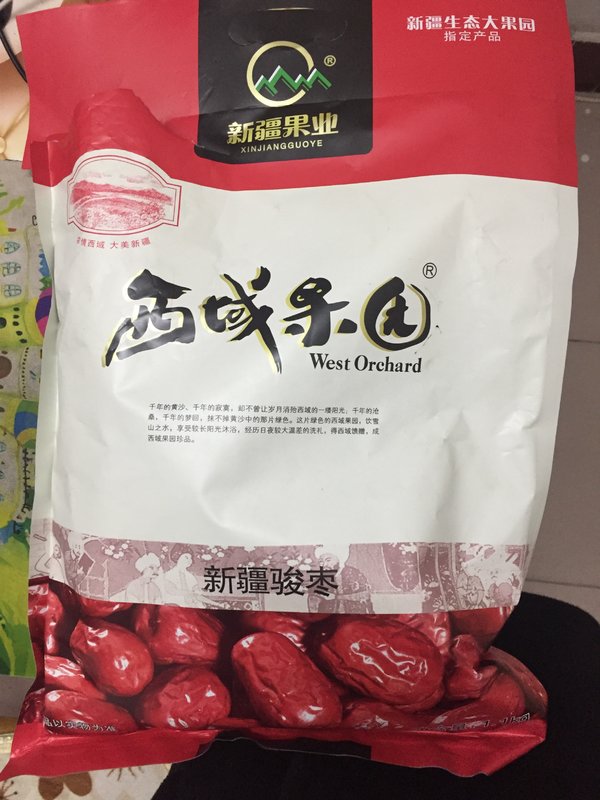 新疆生态大果园
指定产品
®
新疆果业
XINJIANGGUOYE
西域 大美新疆
西域果园®
West Orchard
千年的黄沙、千年的寂寞，却不曾让岁月消殆西域的一缕阳光，千年的沧
桑，千年的梦回，抹不掉黄沙中的那片绿色。这片绿色的西域果园，饮雪
山之水，享受较长阳光沐浴，经历日夜较大温差的洗礼，得西域馈赠，成
西域果园珍品。
新疆骏枣